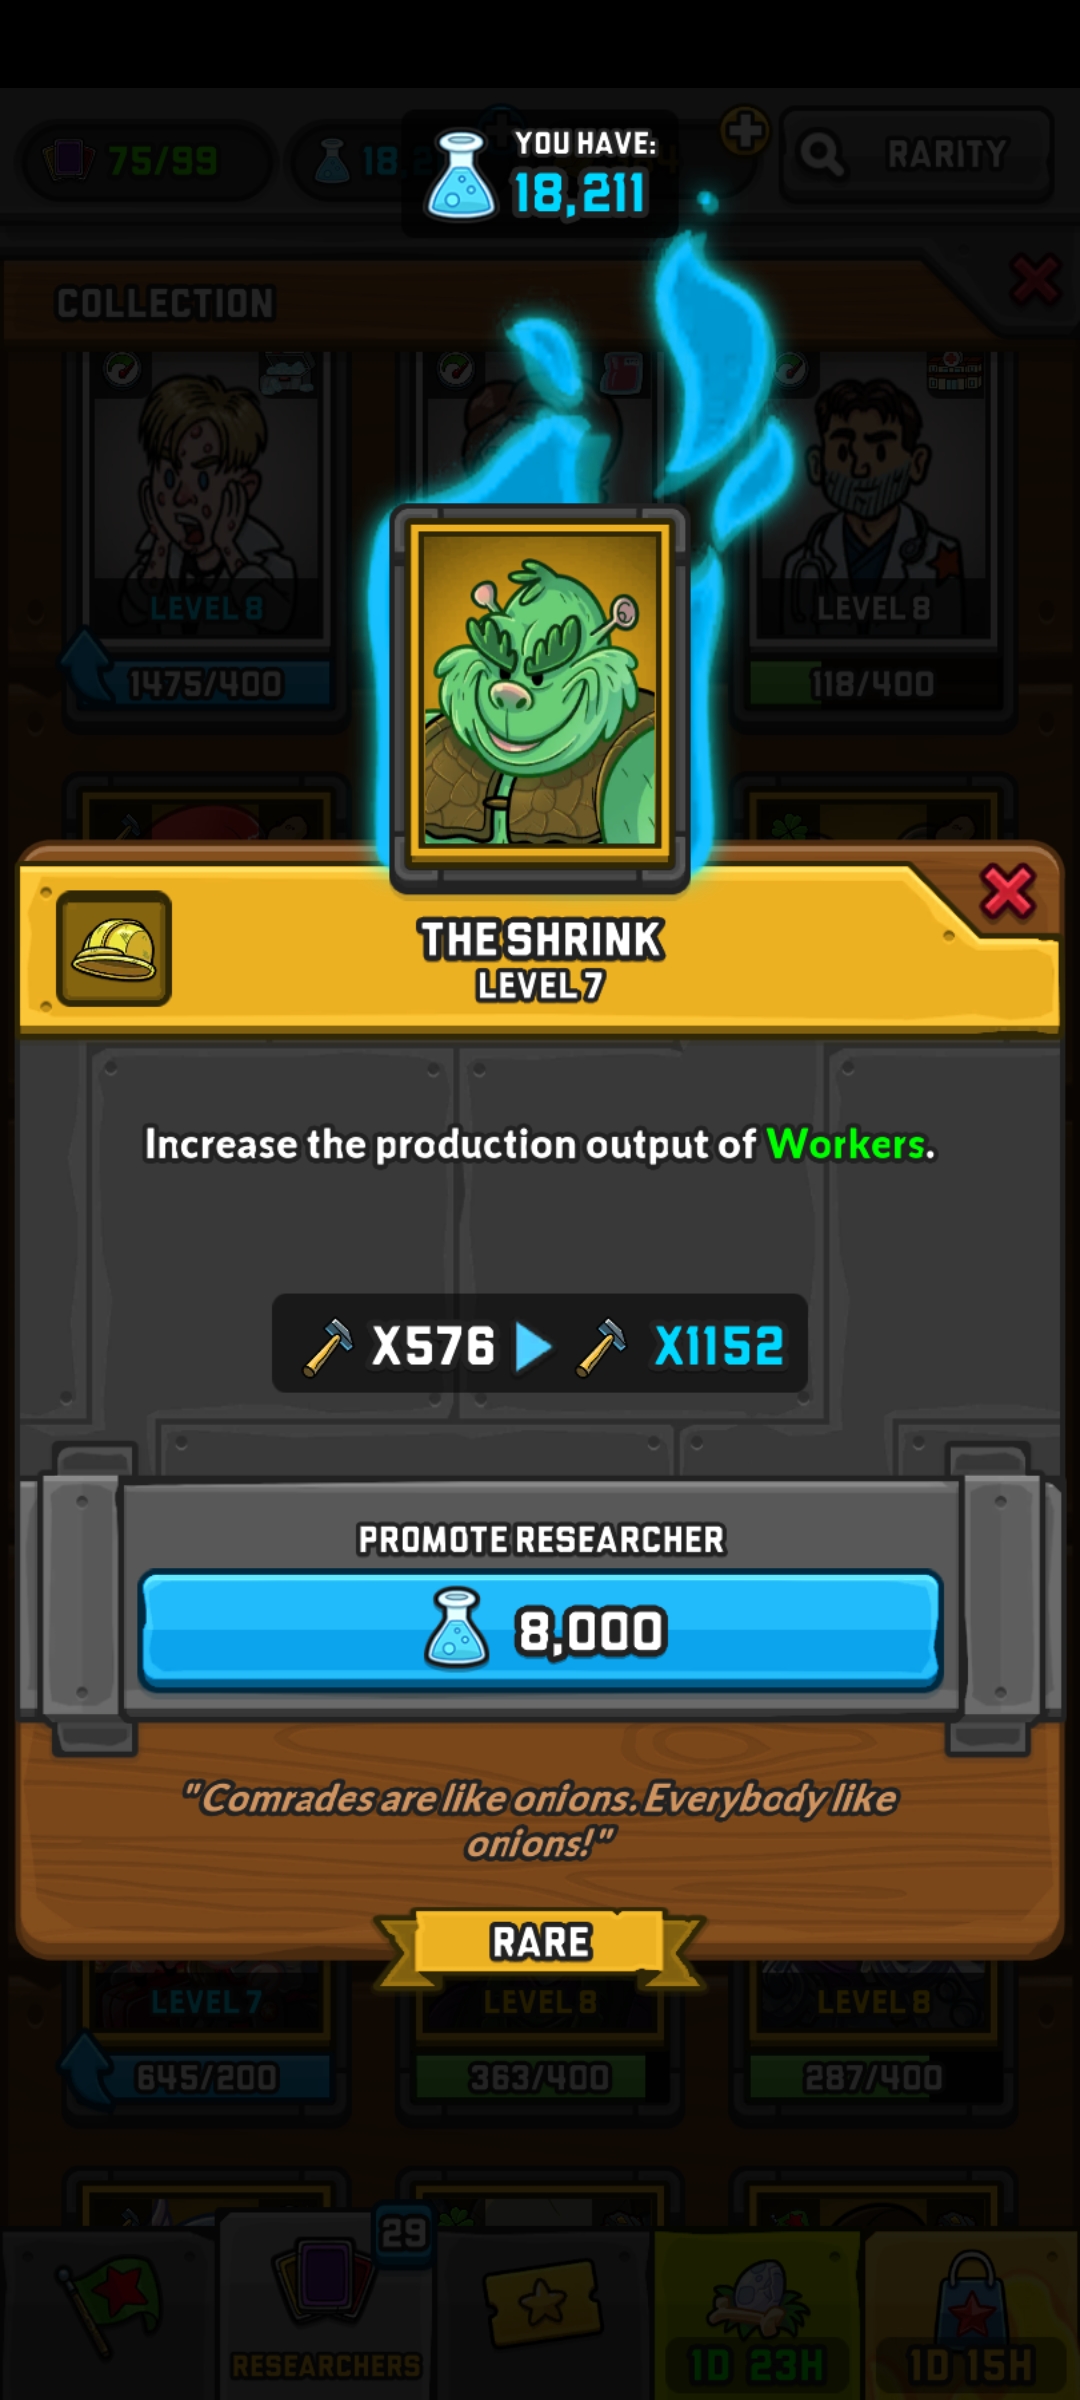 75/99
18,2
YOU HAVE:
18,211
RARITY
COLLECTION
LEVEL 8
LEVEL 8
1475/400
118/400
THE SHRINK
LEVEL 7
Increase the production output of Workers.
X576
X1152
PROMOTE RESEARCHER
8,000
"Comrades are like onions. Everybody like
onions!"
RARE
LEVEL 7
LEVEL 8
LEVEL 8
645/200
363/400
287/400
29
RESEARCHERS
1D 23H
1D 15H